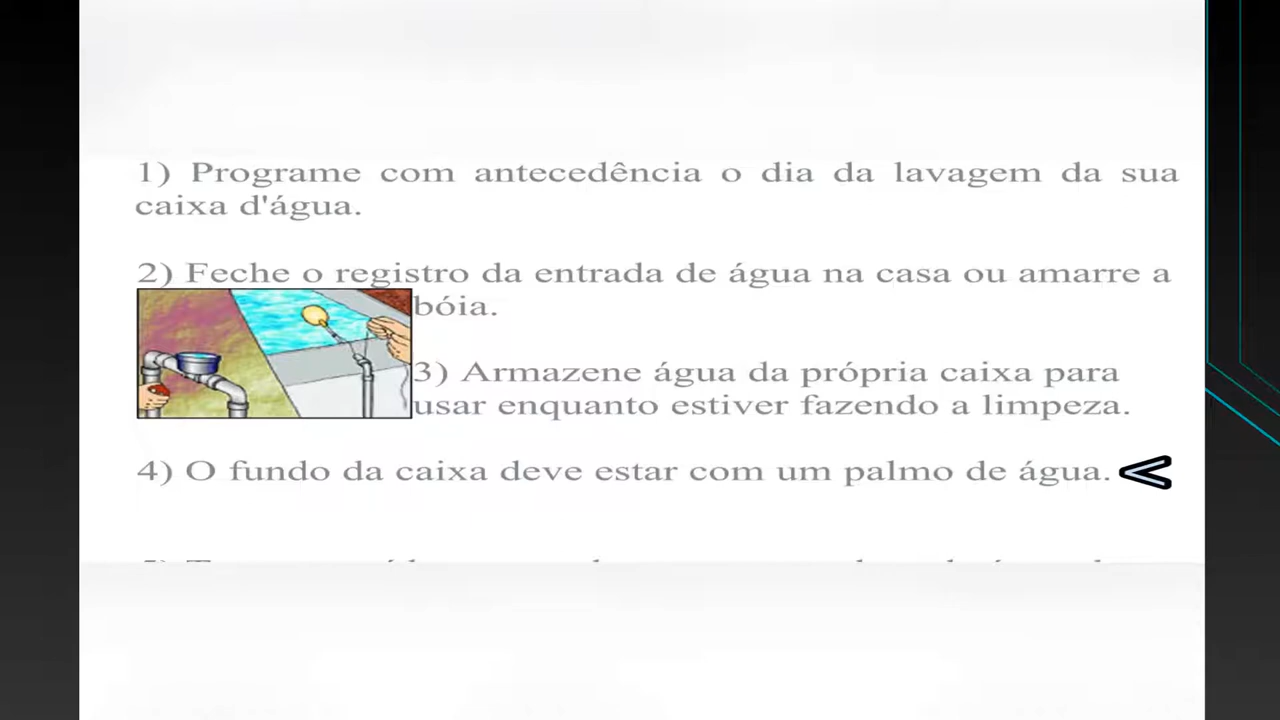 1) Programe com antecedência o dia da lavagem da sua
caixa d'água.
2) Feche o registro da entrada de água na casa ou amarre a
bóia.
3) Armazene água da própria caixa para
usar enquanto estiver fazendo a limpeza.
4) O fundo da caixa deve estar com um palmo de água.